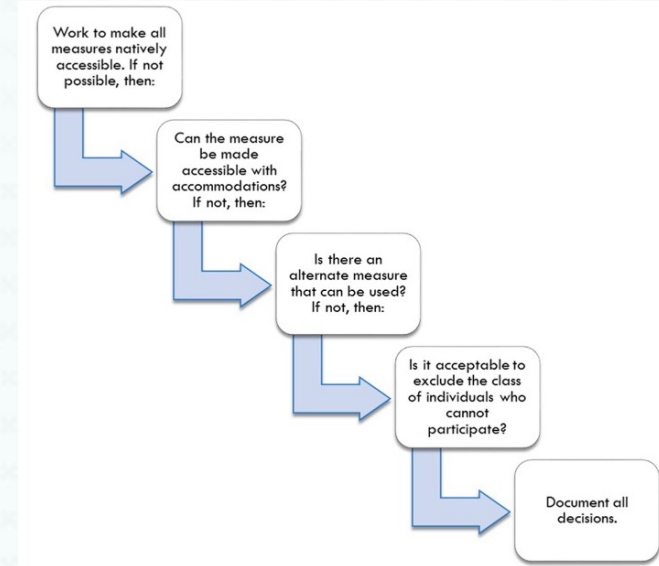 Work to make all
measures natively
accessible. If not
possible, then:
Can the measure
be made
accessible with
accommodations?
If not, then:
Is there an
alternate measure
that can be used?
If not, then:
Is it acceptable to
exclude the class
of individuals who
cannot
participate?
Document all
decisions.